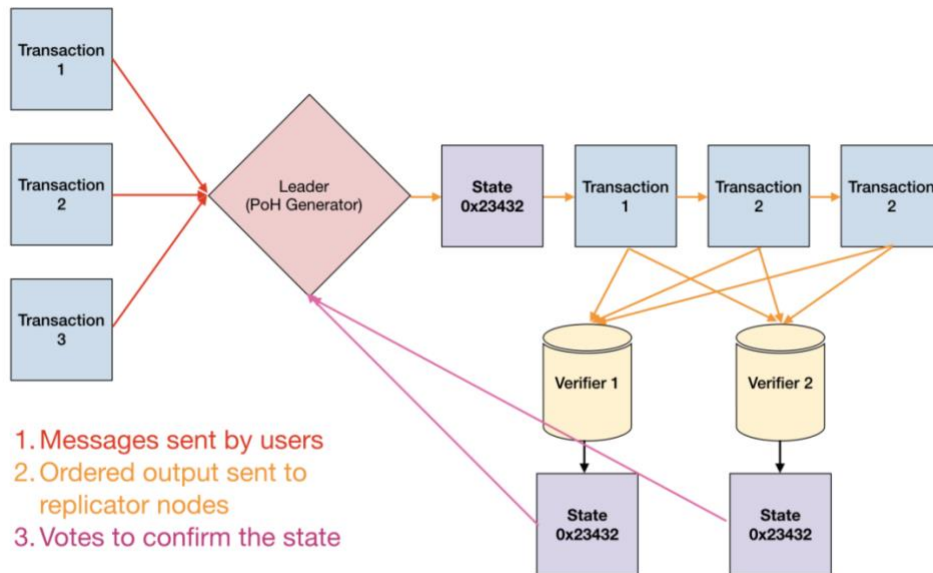 Transaction
1
Transaction
2
Transaction
3
Leader
(PoH Generator)
State
0x23432
Transaction
1
Transaction
2
Transaction
2
Verifier 1
Verifier 2
State
0x23432
State
0x23432
1. Messages sent by users
2. Ordered output sent to
replicator nodes
3. Votes to confirm the state